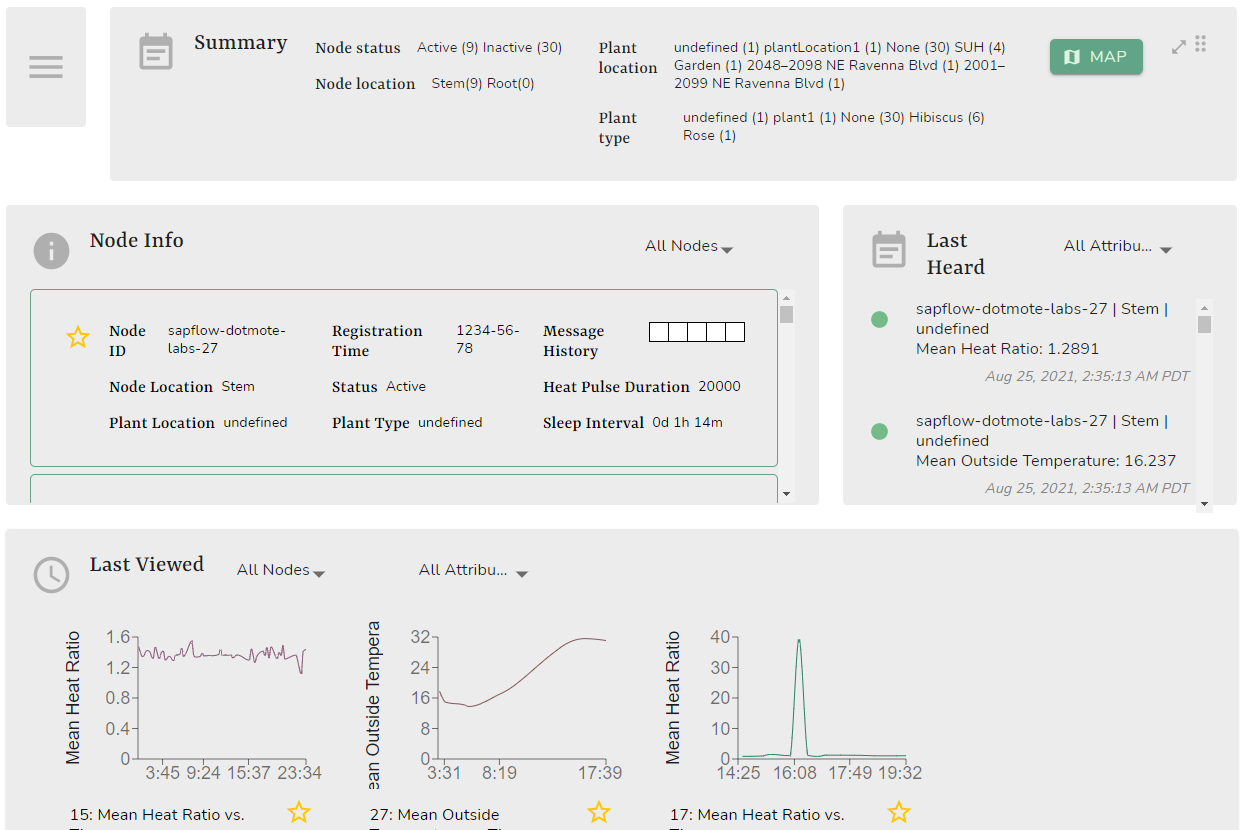 Summary
Node status Active (9) Inactive (30)
Node location Stem(9) Root(0)
Plant
location
undefined (1) plantLocation1 (1) None (30) SUH (4)
Garden (1) 2048–2098 NE Ravenna Blvd (1) 2001–
2099 NE Ravenna Blvd (1)
Plant
type
undefined (1) plant1 (1) None (30) Hibiscus (6)
Rose (1)
MAP
Node Info
All Nodes
Node
ID
sapflow-dotmote-
labs-27
Registration
Time
1234-56-
78
Message
History
Node Location Stem
Status Active
Heat Pulse Duration 20000
Plant Location undefined
Plant Type undefined
Sleep Interval 0d 1h 14m
Last
Heard
All Attribu...
sapflow-dotmote-labs-27 | Stem |
undefined
Mean Heat Ratio: 1.2891
Aug 25, 2021, 2:35:13 AM PDT
sapflow-dotmote-labs-27 | Stem |
undefined
Mean Outside Temperature: 16.237
Aug 25, 2021, 2:35:13 AM PDT
Last Viewed
All Nodes
All Attribu...
Mean Heat Ratio
1.6
1.2
0.8
0.4
0
3:45 9:24 15:37 23:34
15: Mean Heat Ratio vs.
ean Outside Tempera
32
24
16
8
0
3:31 8:19 17:39
27: Mean Outside
Mean Heat Ratio
40
30
20
10
0
14:25 16:08 17:49 19:32
17: Mean Heat Ratio vs.